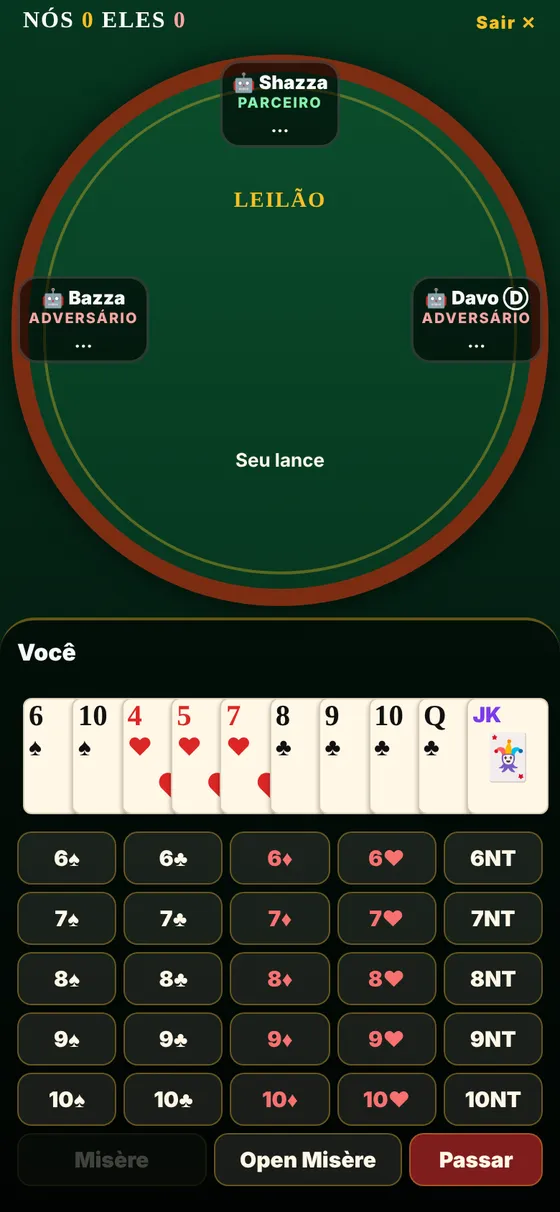 NÓS 0 ELES 0
Sair ×
🤖 Shazza
PARCEIRO
...
LEILÃO
🤖 Bazza
ADVERSÁRIO
...
🤖 Davo Ⓓ
ADVERSÁRIO
...
Seu lance
Você
6 10 4 5 7 8 9 10 Q JK
♠ ♠ ♥ ♥ ♥ ♣ ♣ ♣ ♣ 🃏
6♠ 6♣ 6♦ 6♥ 6NT
7♠ 7♣ 7♦ 7♥ 7NT
8♠ 8♣ 8♦ 8♥ 8NT
9♠ 9♣ 9♦ 9♥ 9NT
10♠ 10♣ 10♦ 10♥ 10NT
Misère Open Misère Passar